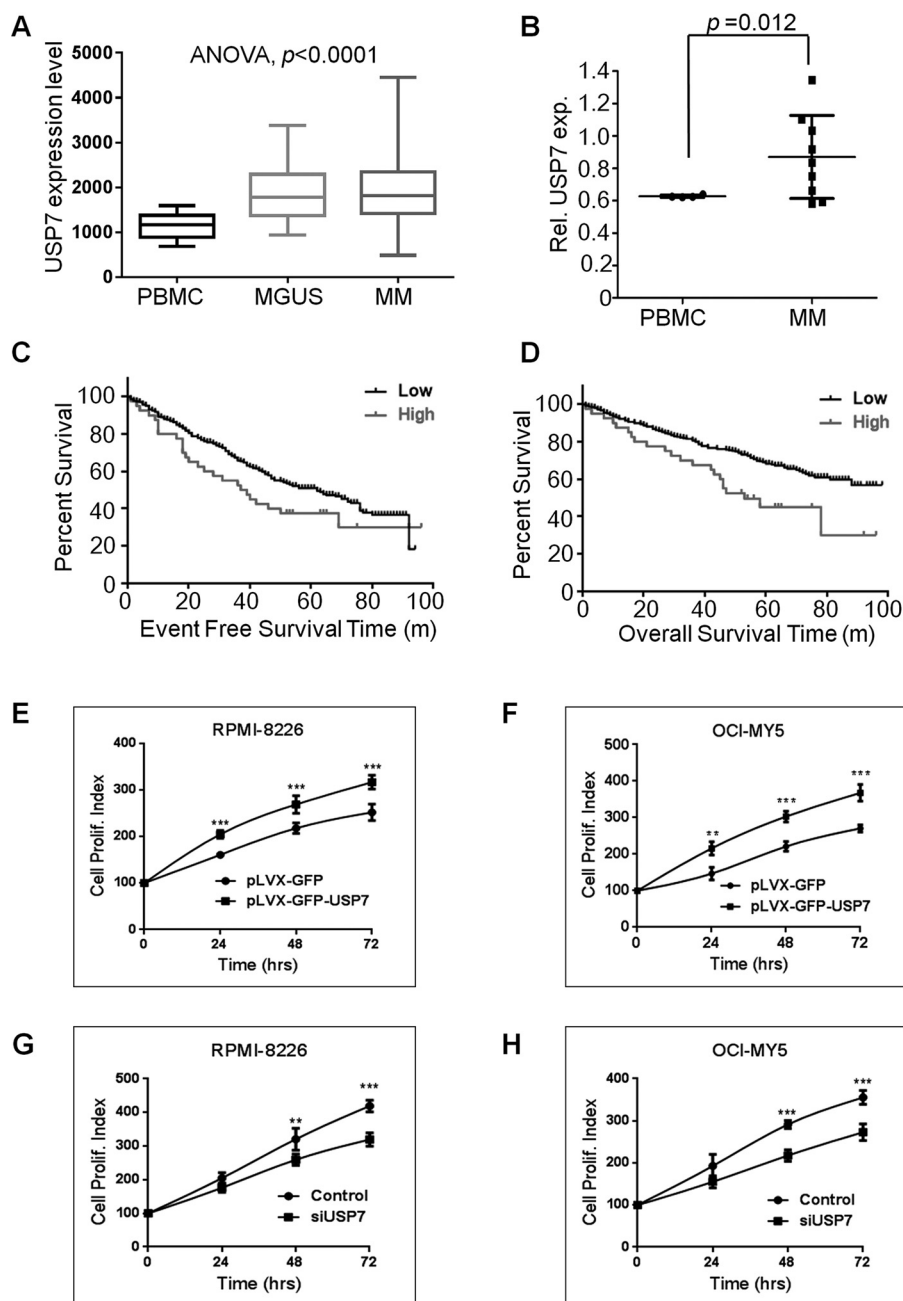 A
ANOVA, p<0.0001
USP7 expression level
5000
4000
3000
2000
1000
0
PBMC MGUS MM
B
p=0.012
Rel. USP7 exp.
1.4
1.2
1.0
0.8
0.6
0.4
0.2
0
PBMC MM
C
Low
High
Percent Survival
100
80
60
40
20
0 20 40 60 80 100
Event Free Survival Time (m)
D
Low
High
Percent Survival
100
80
60
40
20
0
0 20 40 60 80 100
Overall Survival Time (m)
E
RPMI-8226
Cell Prolif. Index
400
300
200
100
0
*** *** ***
pLVX-GFP
pLVX-GFP-USP7
0 24 48 72
Time (hrs)
F
OCI-MY5
Cell Prolif. Index
500
400
300
200
100
0
** *** ***
pLVX-GFP
pLVX-GFP-USP7
0 24 48 72
Time (hrs)
G
RPMI-8226
Cell Prolif. Index
500
400
300
200
100
0
** ***
Control
siUSP7
0 24 48 72
Time (hrs)
H
OCI-MY5
Cell Prolif. Index
400
300
200
100
0
*** ***
Control
siUSP7
0 24 48 72
Time (hrs)